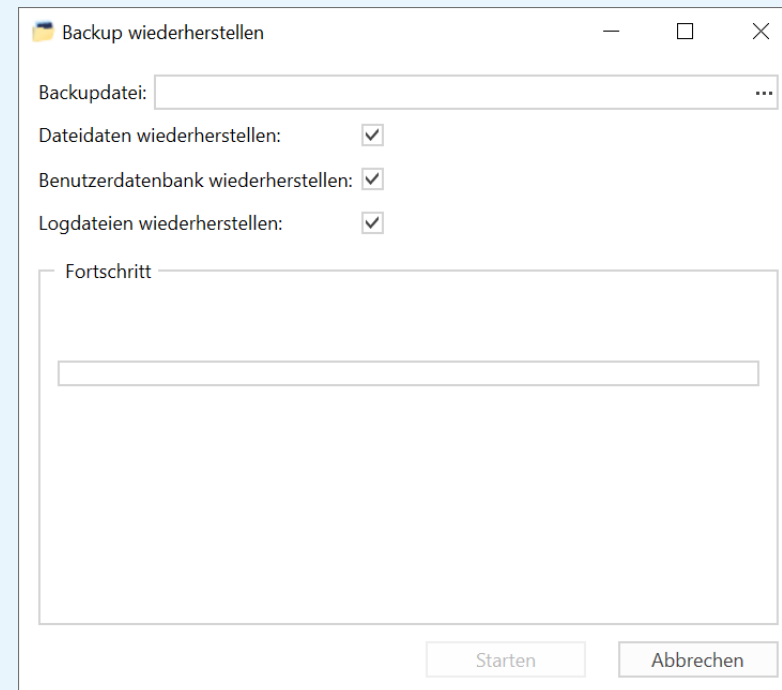 Backup wiederherstellen
Backupdatei:
Dateidaten wiederherstellen:
Benutzerdatenbank wiederherstellen:
Logdateien wiederherstellen:
Fortschritt
Starten Abbrechen